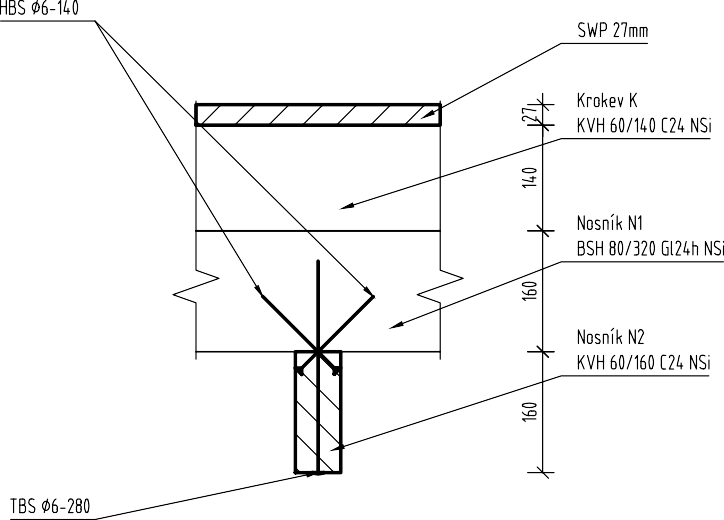 HBS ϕ6-140
SWP 27mm
Krokev K
KVH 60/140 C24 NSi
27
140
Nosník N1
BSH 80/320 Gl24h NSi
160
Nosník N2
KVH 60/160 C24 NSi
160
TBS ϕ6-280